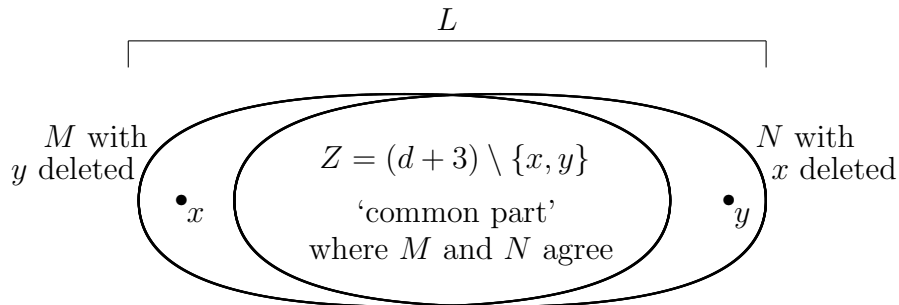 L
M with
y deleted
Z = (d + 3) \ {x, y}
N with
x deleted
x
‘common part’
y
where M and N agree